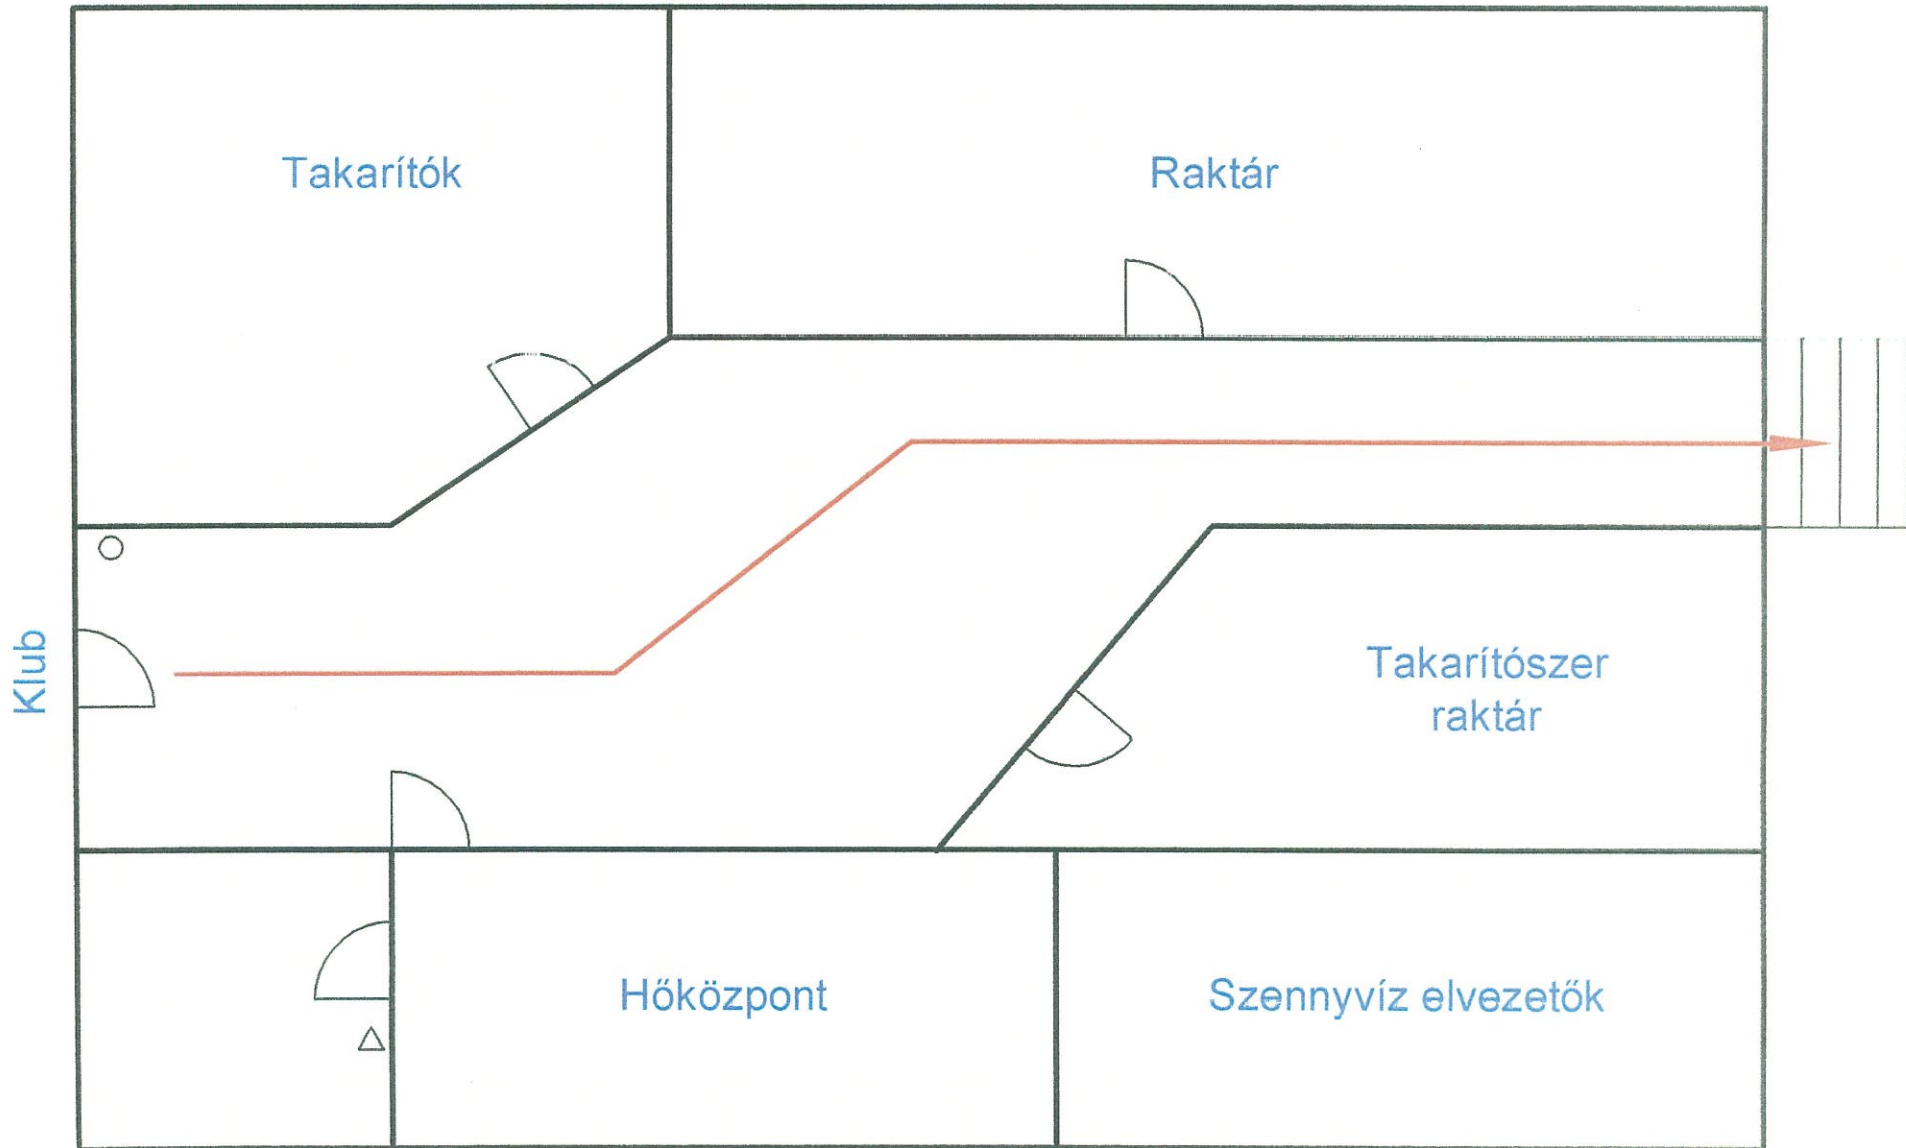 Takarítók
Raktár
Klub
Takarítószer
raktár
Hőközpont
Szennyvíz elvezetők